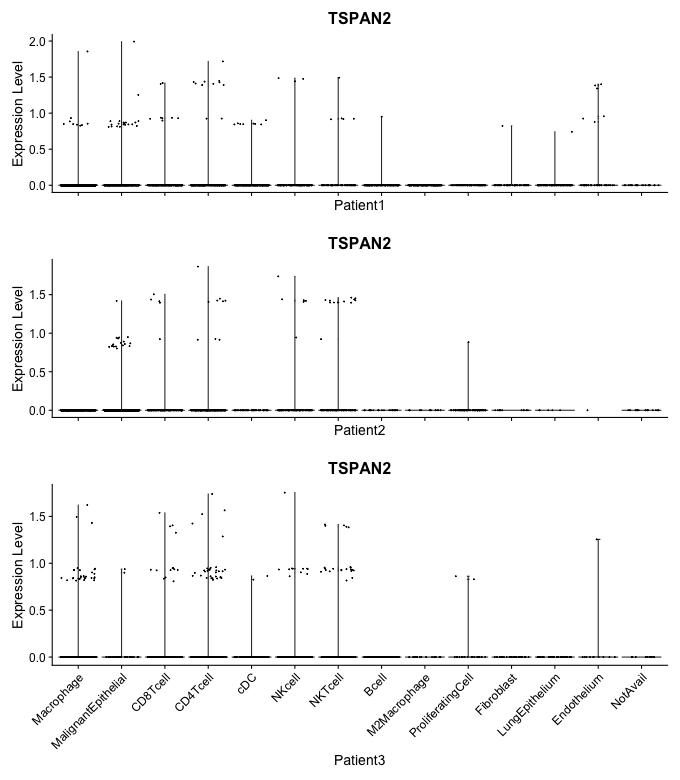 TSPAN2
Expression Level
2.0
1.5
1.0
0.5
0.0
Patient1
TSPAN2
Expression Level
1.5
1.0
0.5
0.0
Patient2
TSPAN2
Expression Level
1.5
1.0
0.5
0.0
Macrophage
MalignantEpithelial
CD8Tcell
CD4Tcell
cDC
NKcell
NKTcell
Bcell
M2Macrophage
ProliferatingCell
Fibroblast
LungEpithelium
Endothelium
NotAvail
Patient3